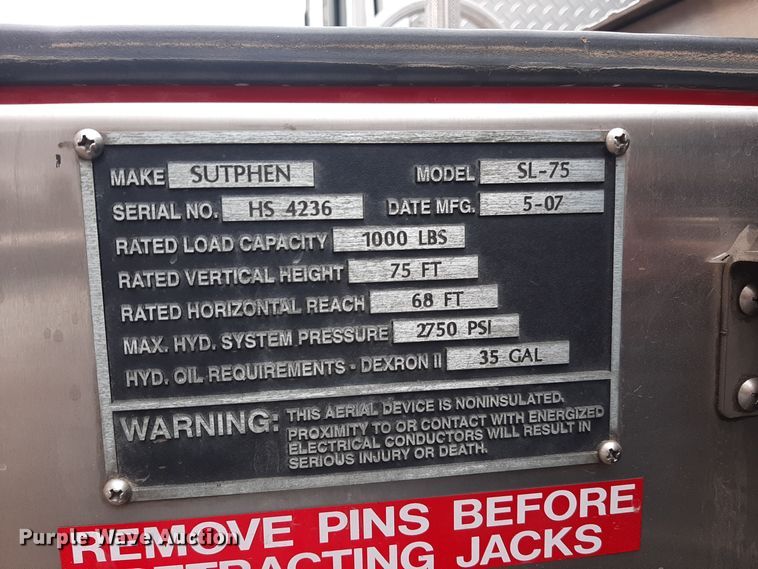 MAKE SUTPHEN MODEL SL-75
SERIAL NO. HS 4236 DATE MFG. 5-07
RATED LOAD CAPACITY 1000 LBS
RATED VERTICAL HEIGHT 75 FT
RATED HORIZONTAL REACH 68 FT
MAX. HYD. SYSTEM PRESSURE 2750 PSI
HYD. OIL REQUIREMENTS - DEXRON II 35 GAL
WARNING: THIS AERIAL DEVICE IS NONINSULATED.
PROXIMITY TO OR CONTACT WITH ENERGIZED
ELECTRICAL CONDUCTORS WILL RESULT IN
SERIOUS INJURY OR DEATH.
REMOVE PINS BEFORE
RETRACTING JACKS
Purple Wave Auction